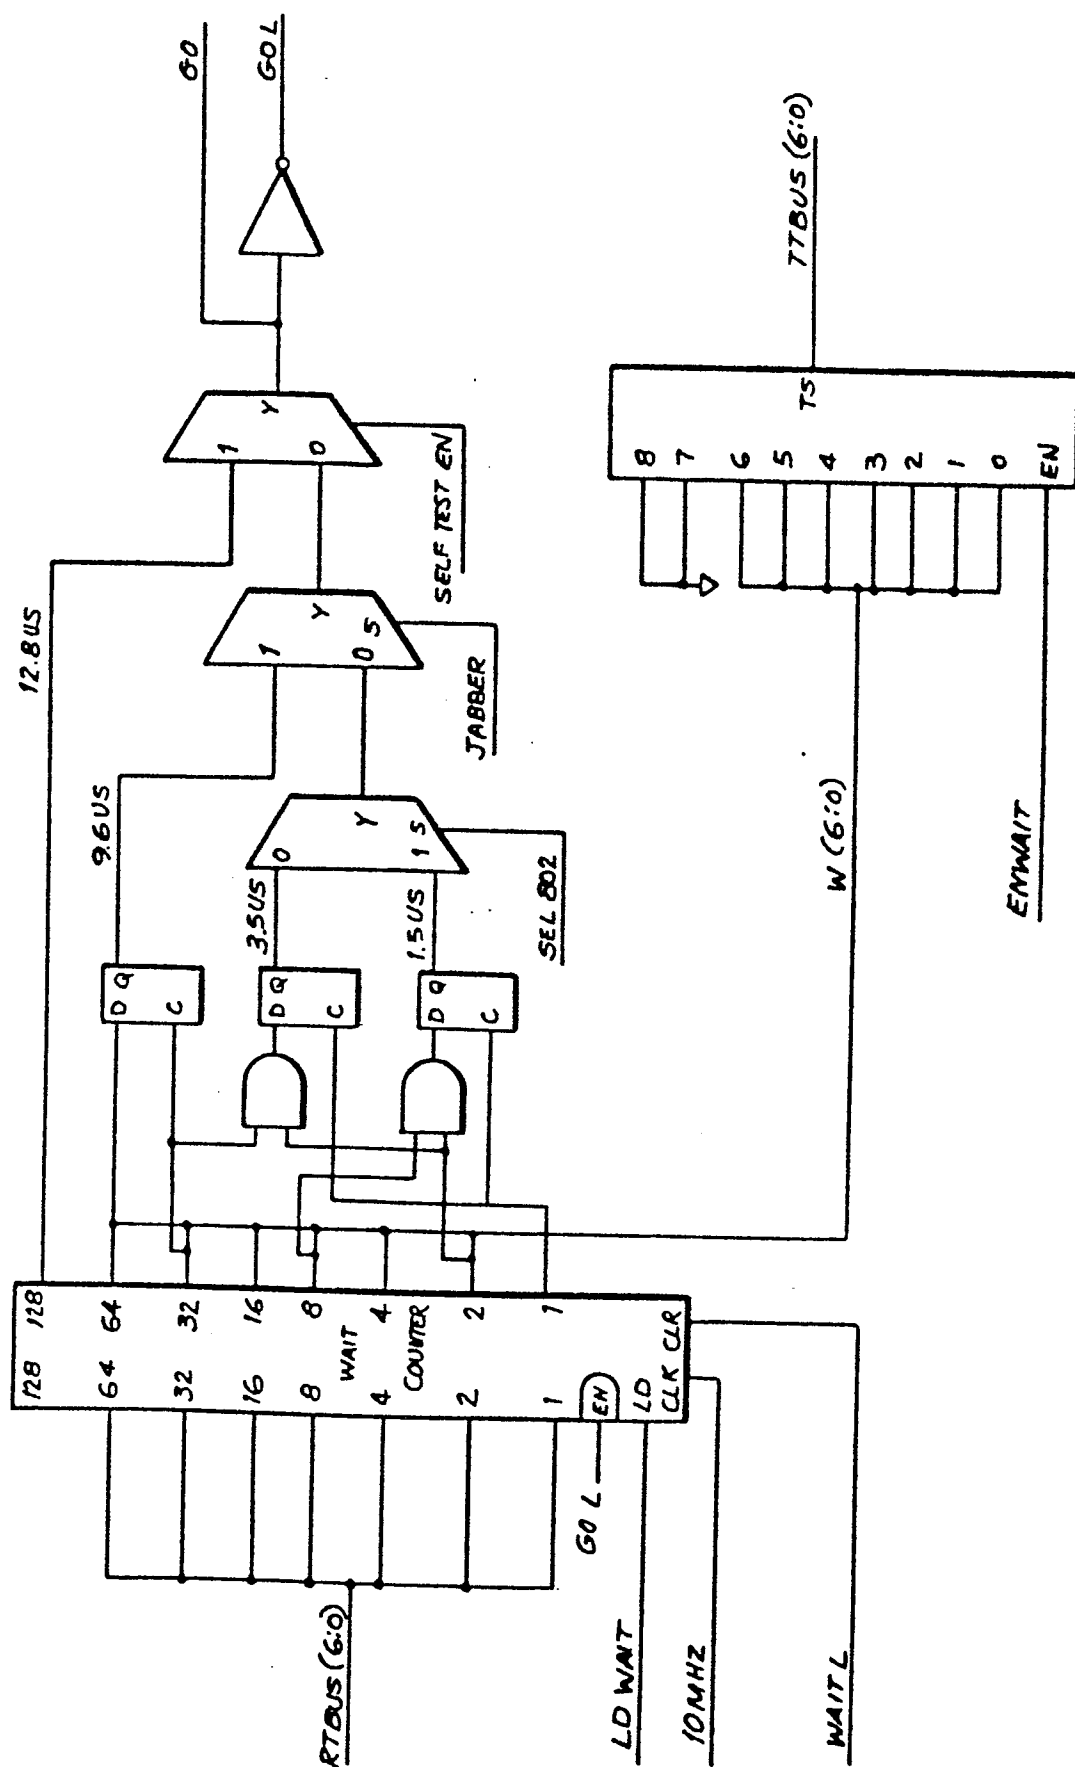 GO
GO L
12.8US
9.6US
3.5US
1.5US
D Q
C
D Q
C
D Q
C
0
Y
1 S
SEL 802
1
Y
0 S
JABBER
1
Y
0
SELF TEST EN
128 128
64 64
32 32
16 16
8 8
WAIT
COUNTER
4 4
2 2
1 1
EN
LD
CLK CLR
RTBUS(6:0)
GO L
LD WAIT
10MHZ
WAIT L
W(6:0)
ENWAIT
8
7
6
5
4
3
2
1
0
EN
TS
TTBUS(6:0)